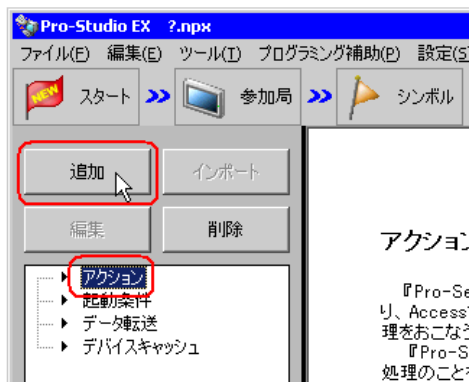 Pro-Studio EX ?.npx
ファイル(F) 編集(E) ツール(T) プログラミング補助(P) 設定(S
NEW スタート 参加局 シンボル
追加 インポート
編集 削除
アクション
起動条件
データ転送
デバイスキャッシュ
アクション
『Pro-Se
り、Access
理をおこなう
『Pro-S
処理のことを